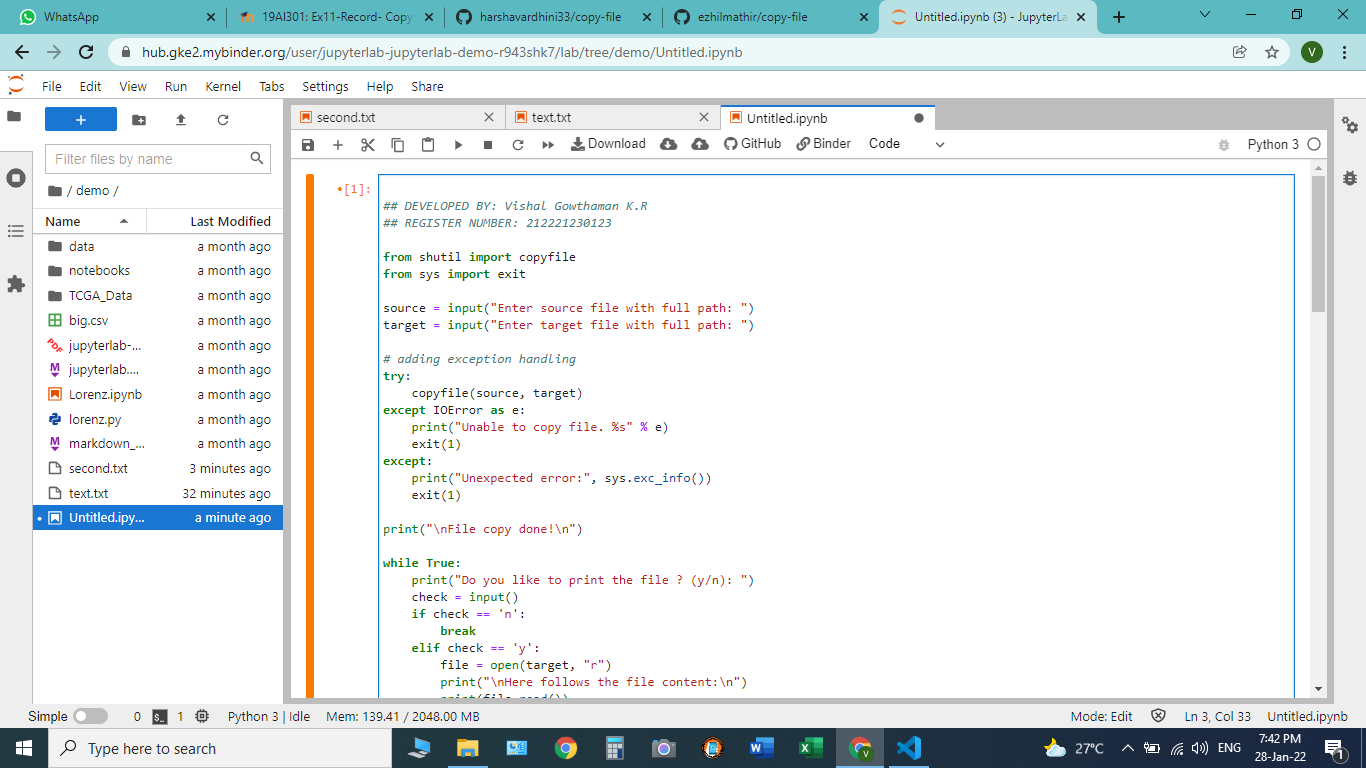 WhatsApp
19AI301: Ex11-Record- Copy
harshavardhini33/copy-file
ezhilmathir/copy-file
Untitled.ipynb (3) - JupyterLa
hub.gke2.mybinder.org/user/jupyterlab-jupyterlab-demo-r943shk7/lab/tree/demo/Untitled.ipynb
V
File Edit View Run Kernel Tabs Settings Help Share
Filter files by name
/ demo /
Name Last Modified
data a month ago
notebooks a month ago
TCGA_Data a month ago
big.csv a month ago
jupyterlab-... a month ago
jupyterlab.... a month ago
Lorenz.ipynb a month ago
lorenz.py a month ago
markdown_... a month ago
second.txt 3 minutes ago
text.txt 32 minutes ago
Untitled.ipy... a minute ago
second.txt
text.txt
Untitled.ipynb
Download GitHub Binder Code Python 3
[1]:
## DEVELOPED BY: Vishal Gowthaman K.R
## REGISTER NUMBER: 212221230123
from shutil import copyfile
from sys import exit
source = input("Enter source file with full path: ")
target = input("Enter target file with full path: ")
# adding exception handling
try:
copyfile(source, target)
except IOError as e:
print("Unable to copy file. %s" % e)
exit(1)
except:
print("Unexpected error:", sys.exc_info())
exit(1)
print("\nFile copy done!\n")
while True:
print("Do you like to print the file ? (y/n): ")
check = input()
if check == 'n':
break
elif check == 'y':
file = open(target, "r")
print("\nHere follows the file content:\n")
print(file.read())
Simple 0 1 Python 3 | Idle Mem: 139.41 / 2048.00 MB Mode: Edit Ln 3, Col 33 Untitled.ipynb
Type here to search
27°C
ENG
7:42 PM
28-Jan-22
1